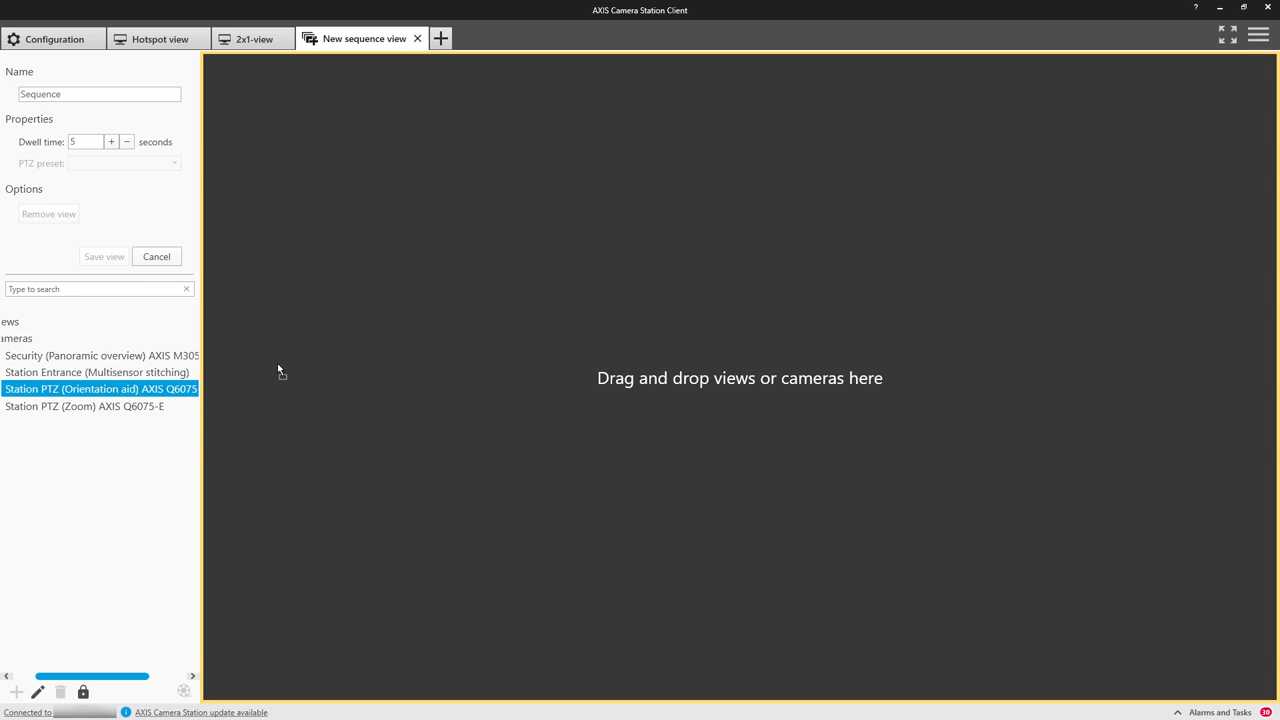 AXIS Camera Station Client
?
Configuration
Hotspot view
2x1-view
New sequence view
Name
Sequence
Properties
Dwell time: 5 + − seconds
PTZ preset:
Options
Remove view
Save view
Cancel
Type to search
ews
ameras
Security (Panoramic overview) AXIS M305
Station Entrance (Multisensor stitching)
Station PTZ (Orientation aid) AXIS Q6075-
Station PTZ (Zoom) AXIS Q6075-E
Drag and drop views or cameras here
Connected to
AXIS Camera Station update available
Alarms and Tasks 30